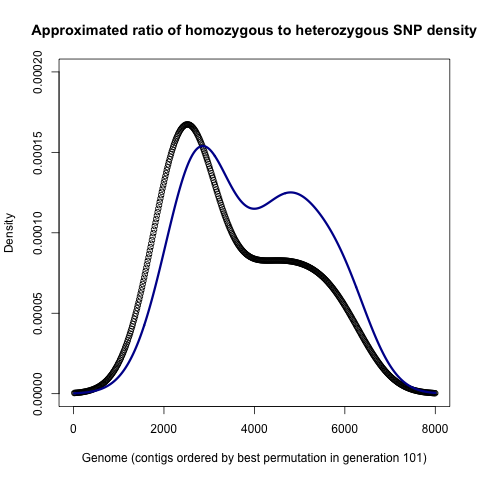 Approximated ratio of homozygous to heterozygous SNP density
0.00020
0.00015
0.00010
0.00005
0.00000
Density
0 2000 4000 6000 8000
Genome (contigs ordered by best permutation in generation 101)